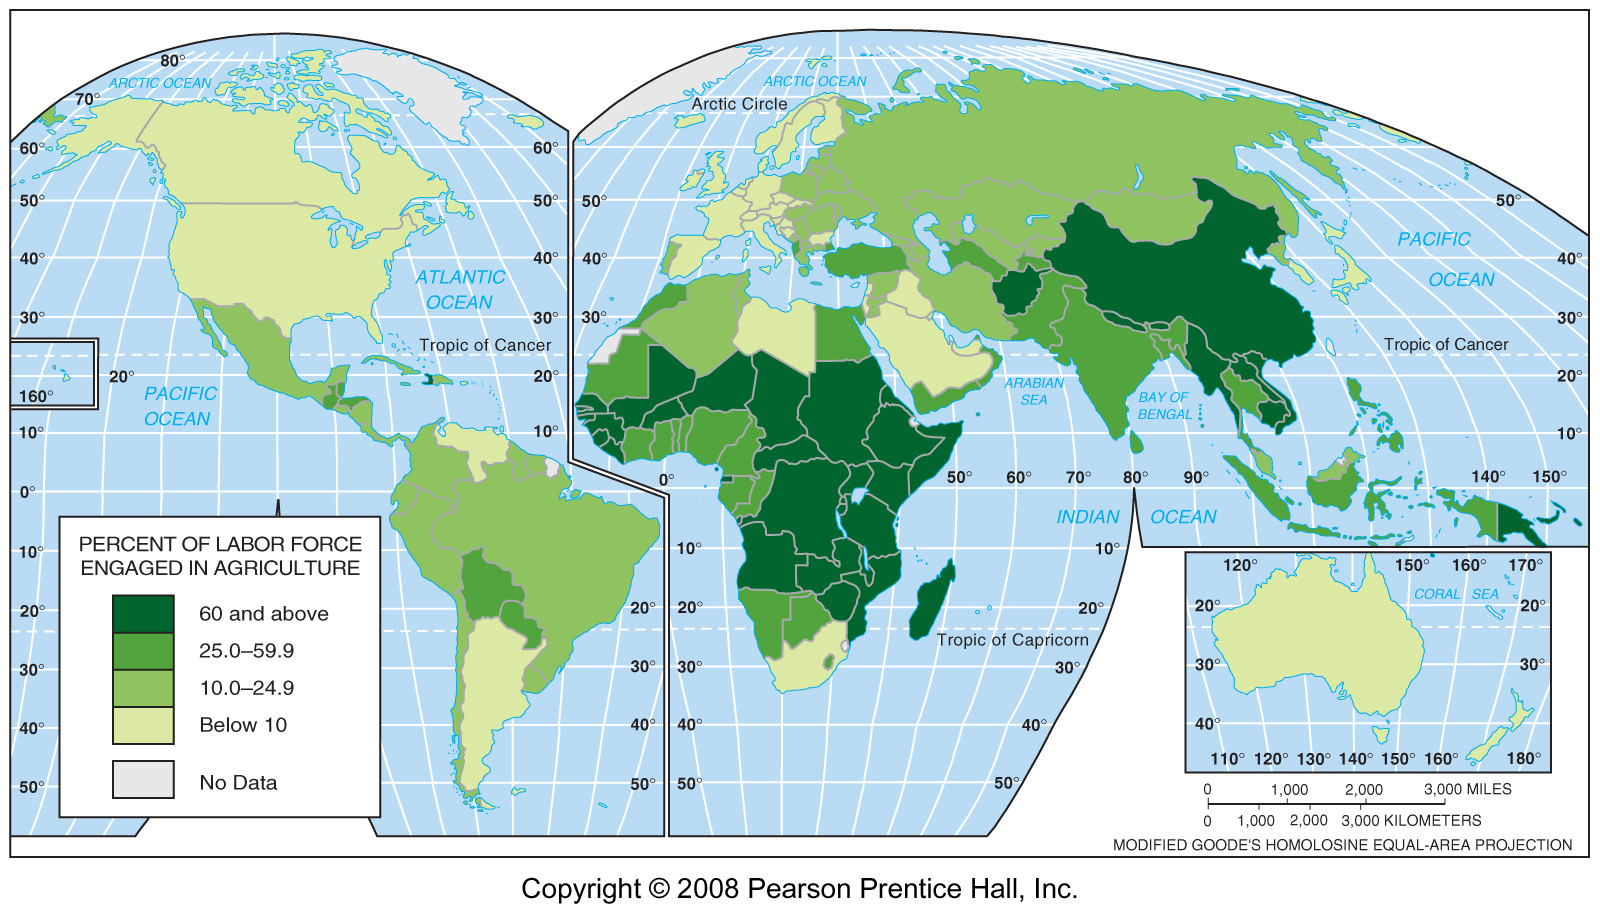 80°
ARCTIC OCEAN
70°
60°
60°
50°
50°
40°
40°
ATLANTIC
OCEAN
30°
30°
Tropic of Cancer
20°
20°
160°
PACIFIC
OCEAN
10°
10°
0°
10°
20°
30°
40°
50°
20°
30°
40°
50°
ARCTIC OCEAN
Arctic Circle
50°
40°
30°
50°
PACIFIC
OCEAN
40°
30°
Tropic of Cancer
20°
10°
ARABIAN
SEA
BAY OF
BENGAL
0°
50°
60°
70°
80°
90°
140°
150°
INDIAN
OCEAN
10°
10°
20°
20°
Tropic of Capricorn
30°
30°
40°
40°
50°
50°
120°
150°
160°
170°
CORAL SEA
20°
20°
30°
30°
40°
40°
110°
120°
130°
140°
150°
160°
180°
PERCENT OF LABOR FORCE
ENGAGED IN AGRICULTURE
60 and above
25.0–59.9
10.0–24.9
Below 10
No Data
0 1,000 2,000 3,000 MILES
0 1,000 2,000 3,000 KILOMETERS
MODIFIED GOODE'S HOMOLOSINE EQUAL-AREA PROJECTION
Copyright © 2008 Pearson Prentice Hall, Inc.